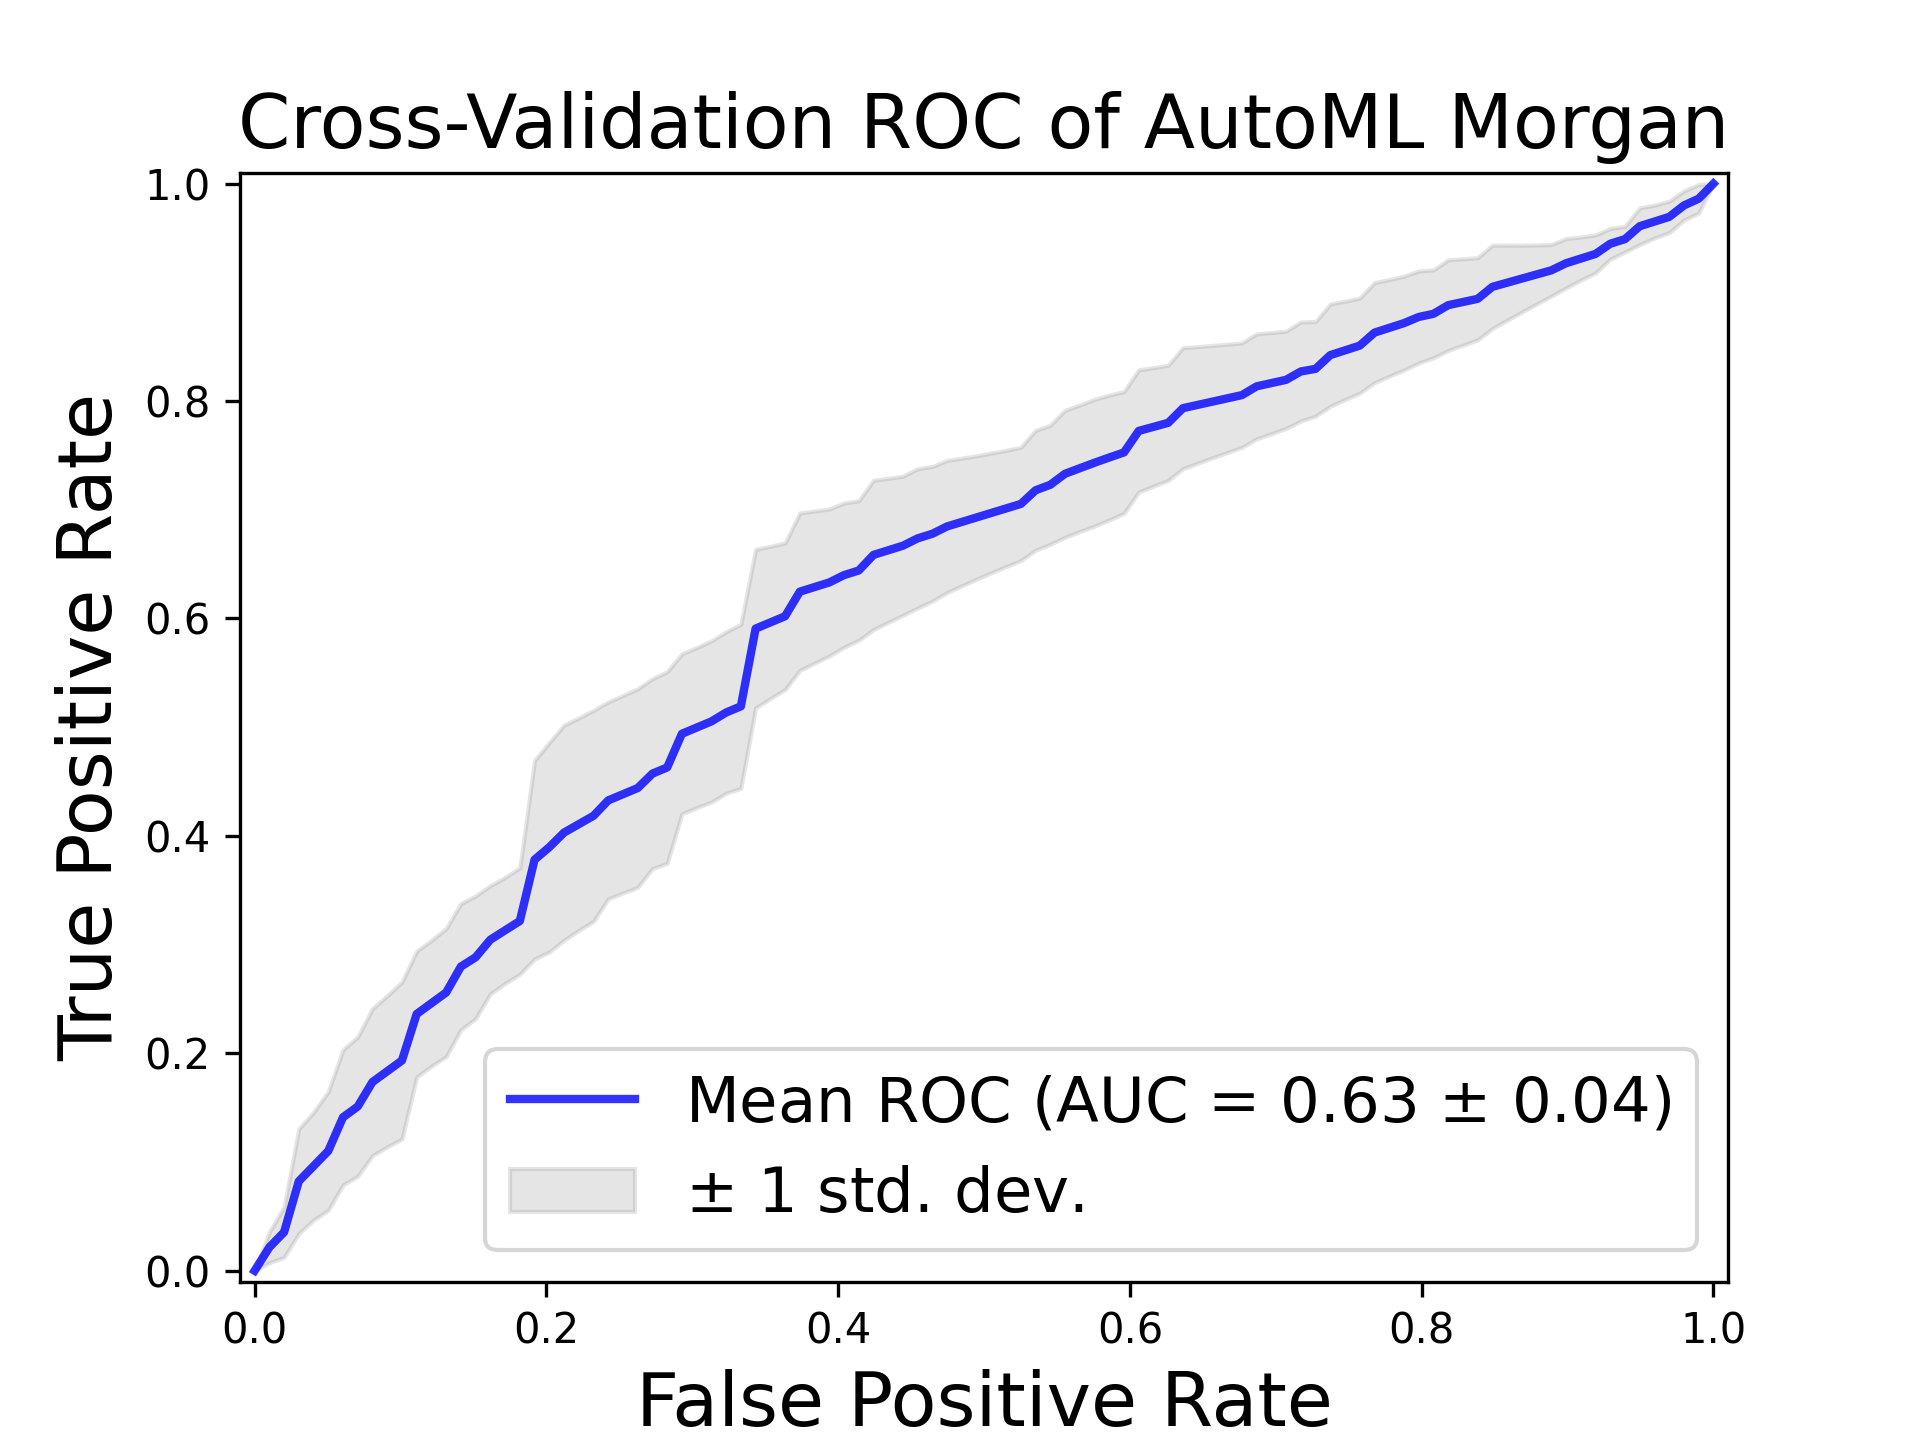 Cross-Validation ROC of AutoML Morgan
1.0
0.8
0.6
0.4
0.2
0.0
True Positive Rate
Mean ROC (AUC = 0.63 ± 0.04)
± 1 std. dev.
0.0 0.2 0.4 0.6 0.8 1.0
False Positive Rate